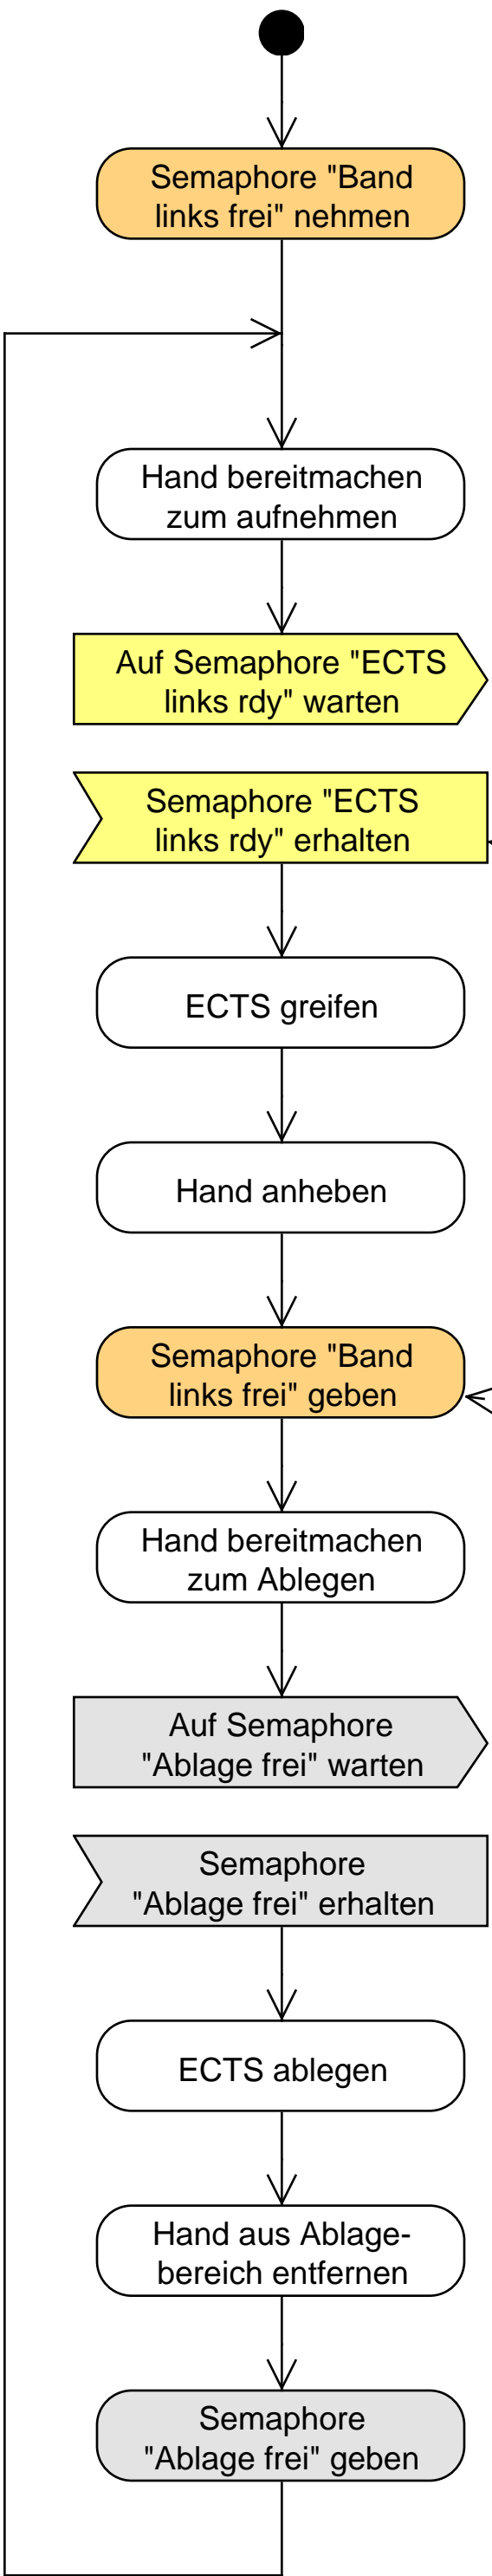 Semaphore "Band
links frei" nehmen
Hand bereitmachen
zum aufnehmen
Auf Semaphore "ECTS
links rdy" warten
Semaphore "ECTS
links rdy" erhalten
ECTS greifen
Hand anheben
Semaphore "Band
links frei" geben
Hand bereitmachen
zum Ablegen
Auf Semaphore
"Ablage frei" warten
Semaphore
"Ablage frei" erhalten
ECTS ablegen
Hand aus Ablage-
bereich entfernen
Semaphore
"Ablage frei" geben